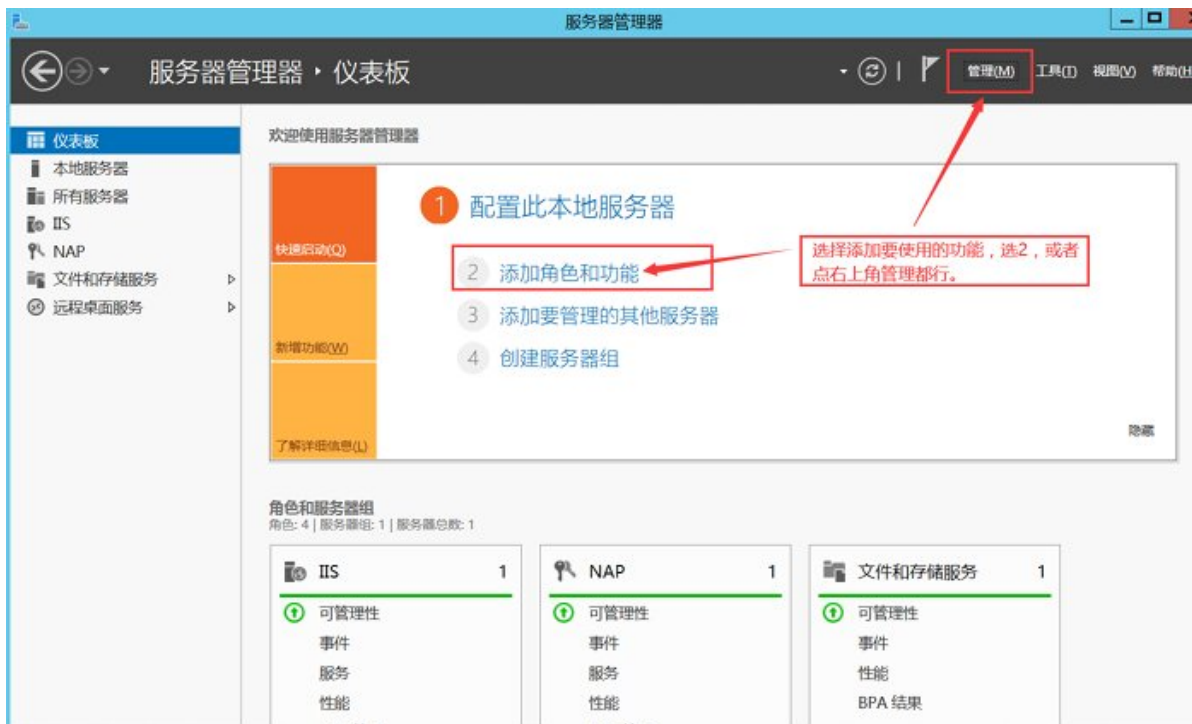 服务器管理器
服务器管理器 · 仪表板
管理(M) 工具(T) 视图(V) 帮助(H
仪表板
本地服务器
所有服务器
IIS
NAP
文件和存储服务
远程桌面服务
欢迎使用服务器管理器
快速启动(Q)
新增功能(W)
了解详细信息(L)
1 配置此本地服务器
2 添加角色和功能
3 添加要管理的其他服务器
4 创建服务器组
选择添加要使用的功能，选2，或者
点右上角管理都行。
隐藏
角色和服务器组
角色: 4 | 服务器组: 1 | 服务器总数: 1
IIS 1
可管理性
事件
服务
性能
NAP 1
可管理性
事件
服务
性能
文件和存储服务 1
可管理性
事件
性能
BPA 结果